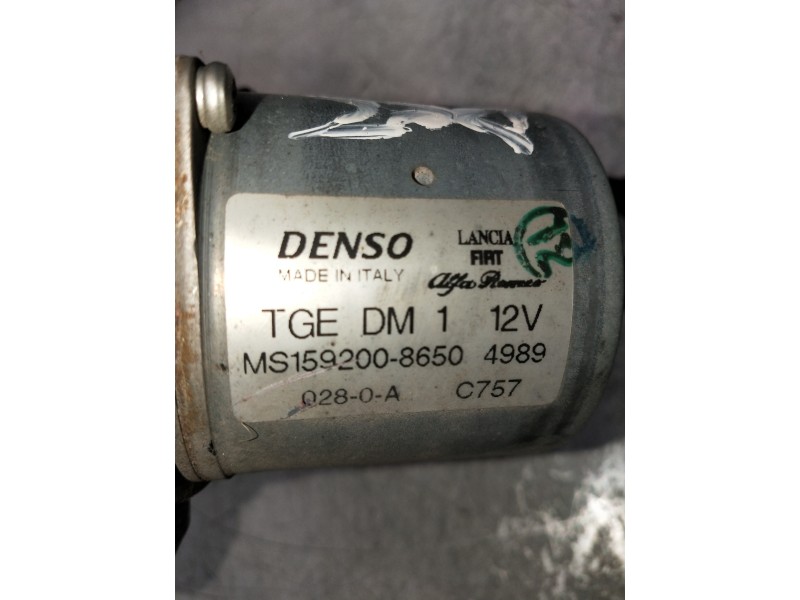 DENSO
MADE IN ITALY
LANCIA
FIAT
Alfa Romeo
TGE DM 1 12V
MS159200-8650 4989
028-0-A C757